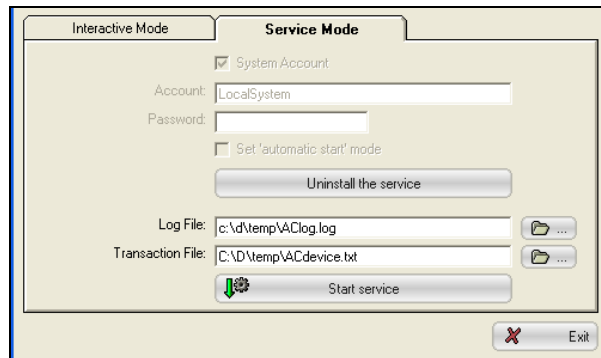 Interactive Mode
Service Mode
System Account
Account: LocalSystem
Password:
Set 'automatic start' mode
Uninstall the service
Log File: c:\d\temp\AClog.log
...
Transaction File: C:\D\temp\ACdevice.txt
...
Start service
Exit